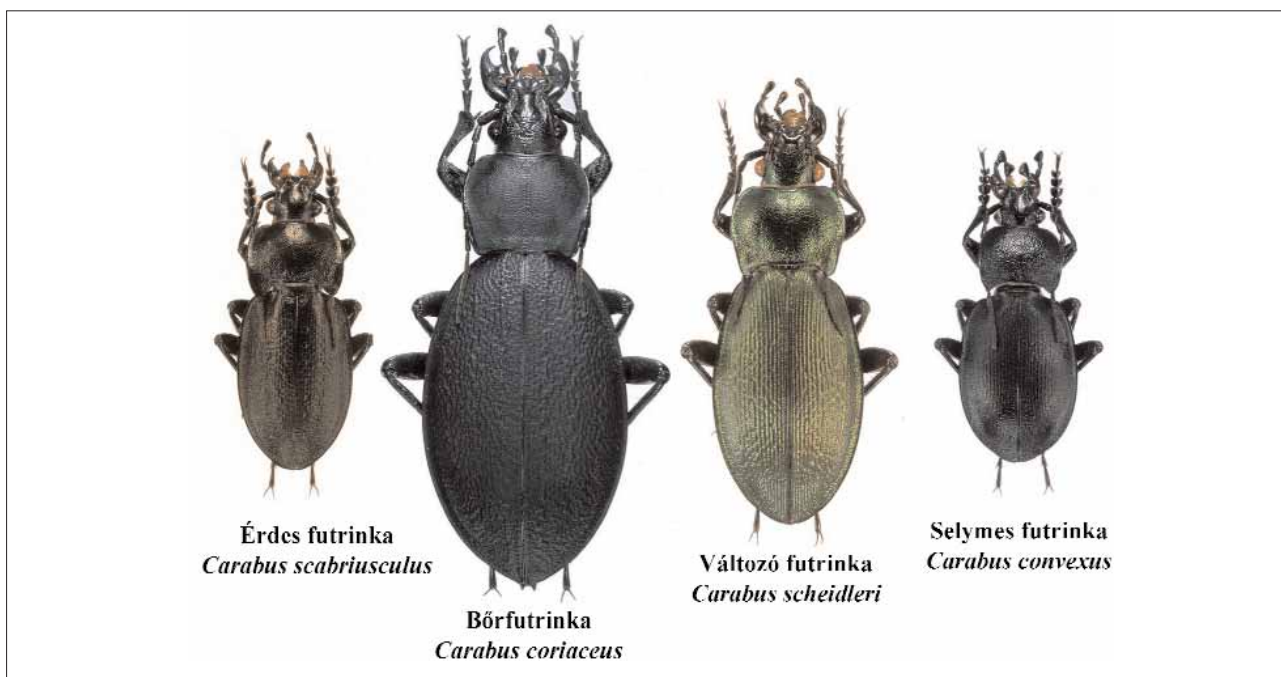 Érdes futrinka
Carabus scabriusculus
Bőrfutrinka
Carabus coriaceus
Változó futrinka
Carabus scheidleri
Selymes futrinka
Carabus convexus